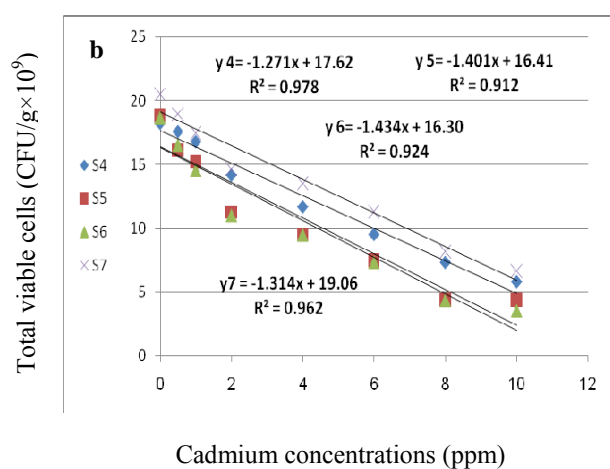 b
y 4= -1.271x + 17.62
R² = 0.978
y 5= -1.401x + 16.41
R² = 0.912
y 6= -1.434x + 16.30
R² = 0.924
y7= -1.314x + 19.06
R² = 0.962
S4
S5
S6
S7
25
20
15
10
5
0
0 2 4 6 8 10 12
Total viable cells (CFU/g×10⁹)
Cadmium concentrations (ppm)